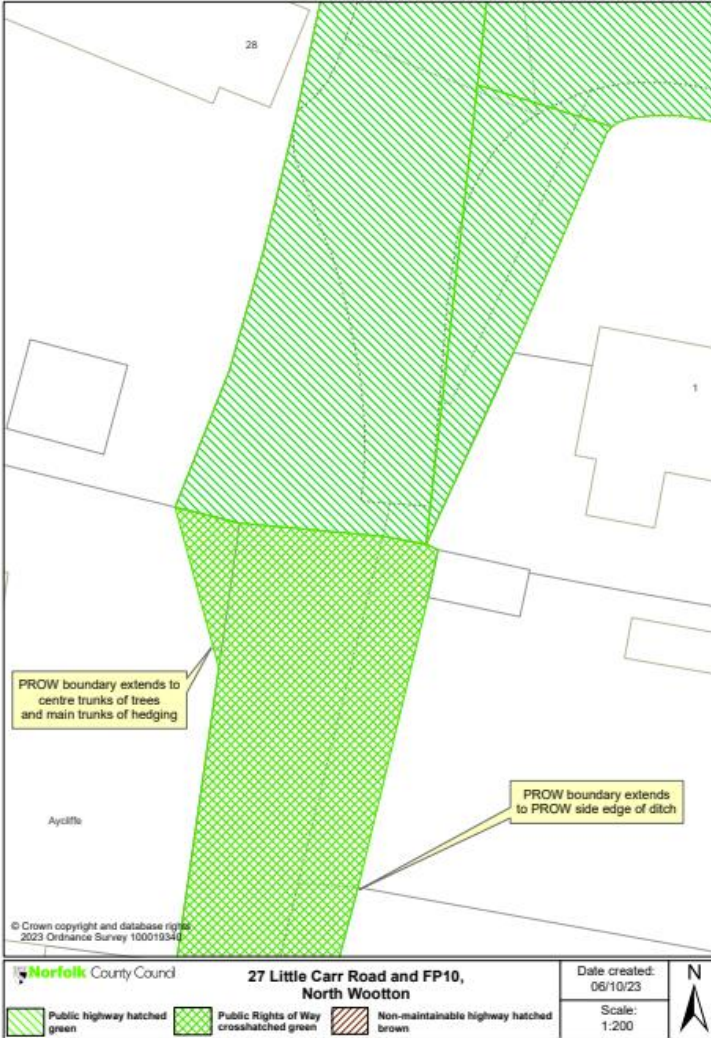 28
1
PROW boundary extends to
centre trunks of trees
and main trunks of hedging
PROW boundary extends
to PROW side edge of ditch
Aycliffe
© Crown copyright and database rights
2023 Ordnance Survey 100019340
Norfolk County Council
27 Little Carr Road and FP10,
North Wootton
Date created:
06/10/23
Scale:
1:200
N
Public highway hatched
green
Public Rights of Way
crosshatched green
Non-maintainable highway hatched
brown